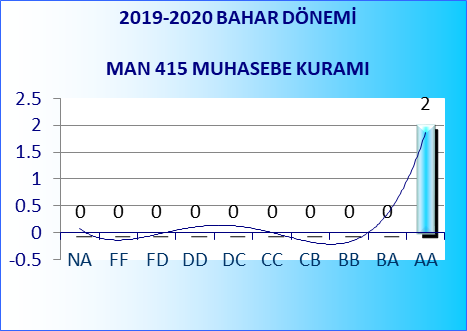 2019-2020 BAHAR DÖNEMİ
MAN 415 MUHASEBE KURAMI
2.5
2
1.5
1
0.5
0
-0.5
0 0 0 0 0 0 0 0 0 2
NA FF FD DD DC CC CB BB BA AA